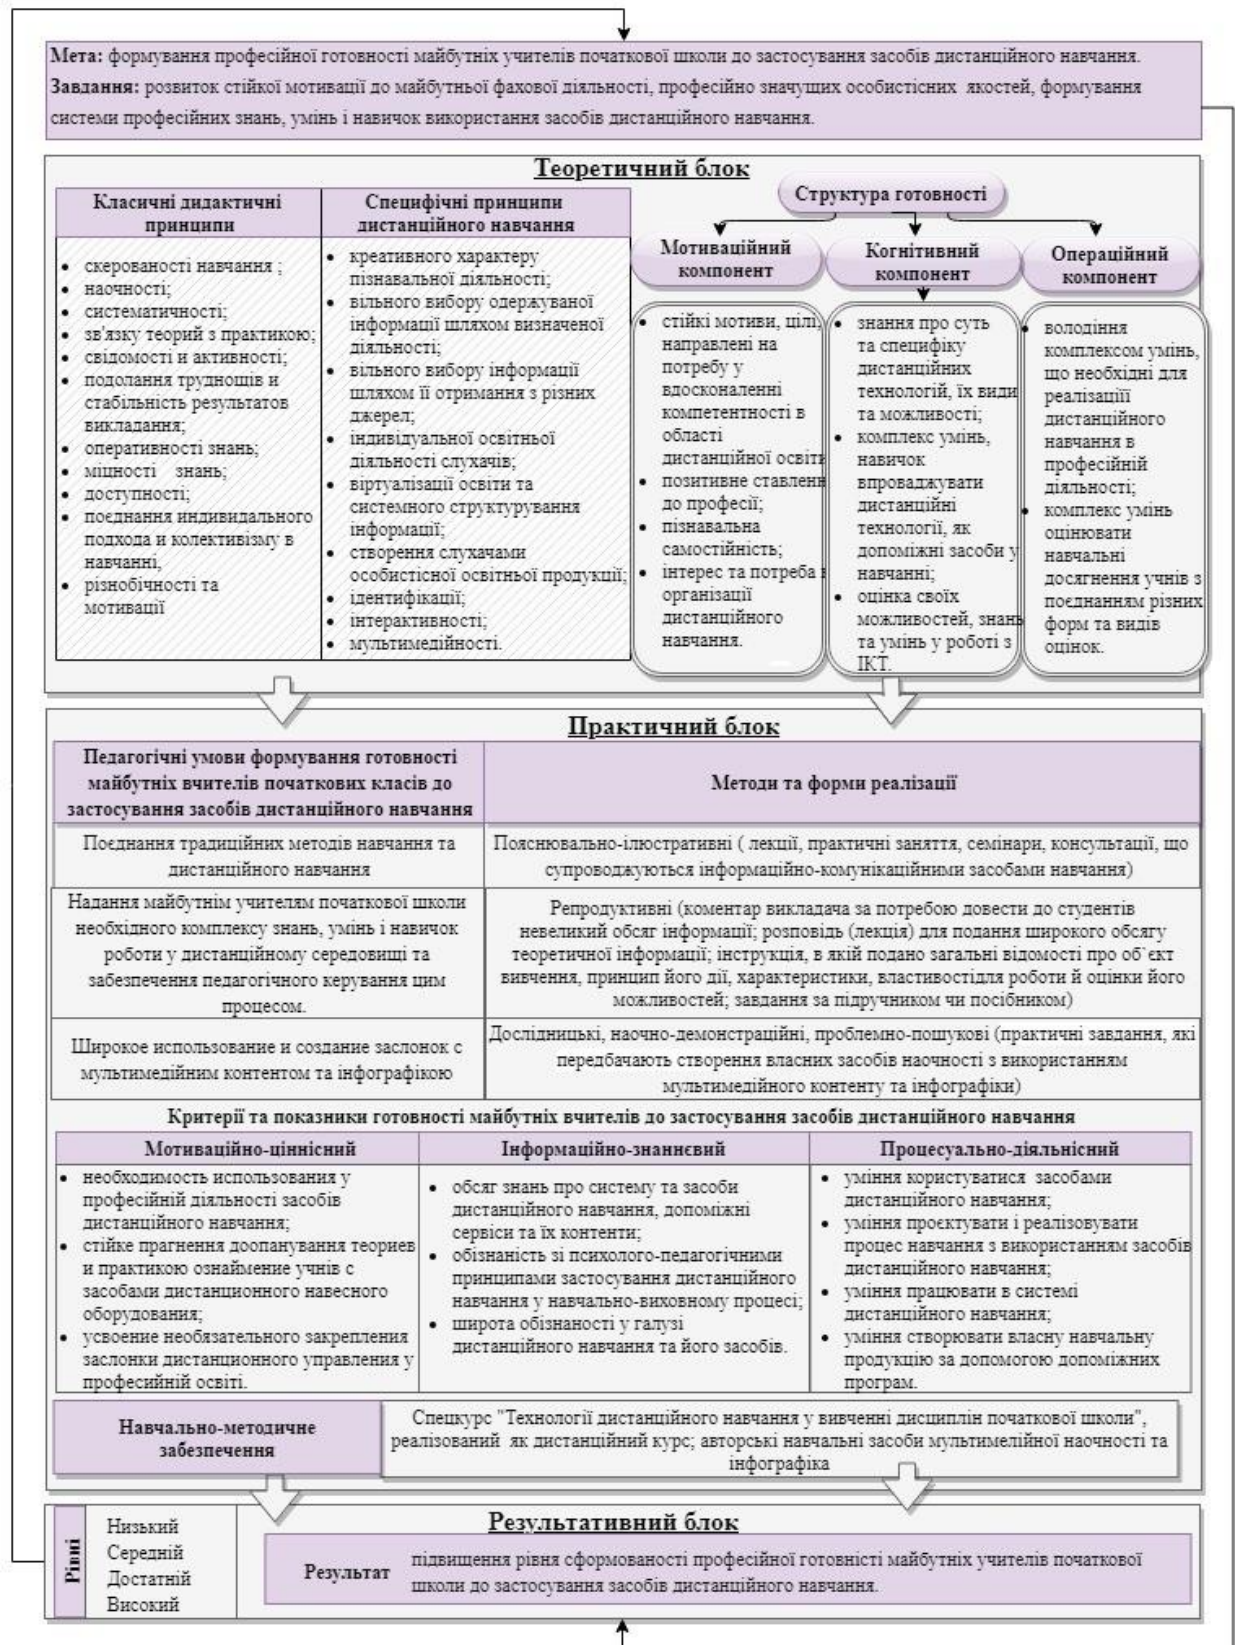 Мета: формування професійної готовності майбутніх учителів початкової школи до застосування засобів дистанційного навчання.
Завдання: розвиток стійкої мотивації до майбутньої фахової діяльності, професійно значущих особистісних якостей, формування
системи професійних знань, умінь і навичок використання засобів дистанційного навчання.
Теоретичний блок
Класичні дидактичні
принципи
• скерованості навчання ;
• наочності;
• систематичності;
• зв'язку теорий з практикою;
• свідомості и активності;
• подолання труднощів и
стабільність результатов
викладання;
• оперативності знань;
• міцності знань;
• доступності;
• поєднання индивидального
подхода и колективізму в
навчанні,
• різнобічності та
мотивації
Специфічні принципи
дистанційного навчання
• креативного характеру
пізнавальної діяльності;
• вільного вибору одержуваної
інформації шляхом визначеної
діяльності;
• вільного вибору інформації
шляхом її отримання з різних
джерел;
• індивідуальної освітньої
діяльності слухачів;
• віртуалізації освіти та
системного структурування
інформації;
• створення слухачами
особистісної освітньої продукції;
• ідентифікації;
• інтерактивності;
• мультимедійності.
Структура готовності
Мотиваційний
компонент
• стійкі мотиви, цілі,
направлені на
потребу у
вдосконаленні
компетентності в
області
дистанційної освіти
• позитивне ставленн
до професії;
• пізнавальна
самостійність;
• інтерес та потреба в
організації
дистанційного
навчання.
Когнітивний
компонент
• знання про суть
та специфіку
дистанційних
технологій, їх види
та можливості;
• комплекс умінь,
навичок
впроваджувати
дистанційні
технології, як
допоміжні засоби у
навчанні;
• оцінка своїх
можливостей, знань
та умінь у роботі з
ІКТ.
Операційний
компонент
• володіння
комплексом умінь,
що необхідні для
реалізаціїі
дистанційного
навчання в
професійній
діяльності;
• комплекс умінь
оцінювати
навчальні
досягнення учнів з
поєднанням різних
форм та видів
оцінок.
Практичний блок
Педагогічні умови формування готовності
майбутніх вчителів початкових класів до
застосування засобів дистанційного навчання
Методи та форми реалізації
Поєднання традиційних методів навчання та
дистанційного навчання
Пояснювально-ілюстративні ( лекції, практичні заняття, семінари, консультації, що
супроводжуються інформаційно-комунікаційними засобами навчання)
Надання майбутнім учителям початкової школи
необхідного комплексу знань, умінь і навичок
роботи у дистанційному середовищі та
забезпечення педагогічного керування цим
процесом.
Репродуктивні (коментар викладача за потребою довести до студентів
невеликий обсяг інформації; розповідь (лекція) для подання широкого обсягу
теоретичної інформації; інструкція, в якій подано загальні відомості про об`єкт
вивчення, принцип його дії, характеристики, властивостідля роботи й оцінки його
можливостей; завдання за підручником чи посібником)
Широкое использование и создание заслонок с
мультимедійним контентом та інфографікою
Дослідницькі, наочно-демонстраційні, проблемно-пошукові (практичні завдання, які
передбачають створення власних засобів наочності з використанням
мультимедійного контенту та інфографіки)
Критерії та показники готовності майбутніх вчителів до застосування засобів дистанційного навчання
Мотиваційно-ціннісний
• необходимость использования у
професійній діяльності засобів
дистанційного навчання;
• стійке прагнення доопанування теориев
и практикою ознаймение учнів с
засобами дистанционного навесного
оборудования;
• усвоение необязательного закрепления
заслонки дистанционного управления у
професийній освіті.
Інформаційно-знаннєвий
• обсяг знань про систему та засоби
дистанційного навчання, допоміжні
сервіси та їх контенти;
• обізнаність зі психолого-педагогічними
принципами застосування дистанційного
навчання у навчально-виховному процесі;
• широта обізнаності у галузі
дистанційного навчання та його засобів.
Процесуально-діяльнісний
• уміння користуватися засобами
дистанційного навчання;
• уміння проєктувати і реалізовувати
процес навчання з використанням засобів
дистанційного навчання;
• уміння працювати в системі
дистанційного навчання;
• уміння створювати власну навчальну
продукцію за допомогою допоміжних
програм.
Навчально-методичне
забезпечення
Спецкурс "Технології дистанційного навчання у вивченні дисциплін початкової школи",
реалізований як дистанційний курс; авторські навчальні засоби мультимелійної наочності та
інфографіка
Результативний блок
Рівні
Низький
Середній
Достатній
Високий
Результат
підвищення рівня сформованості професійної готовністі майбутніх учителів початкової
школи до застосування засобів дистанційного навчання.